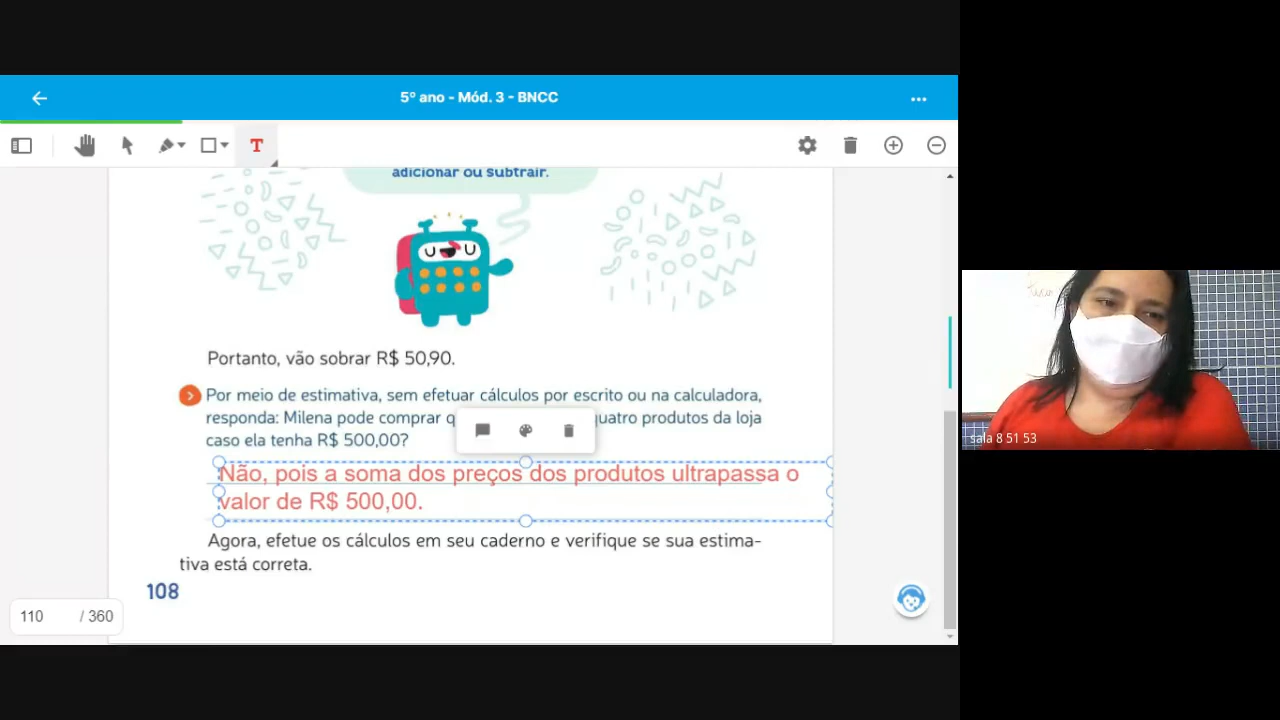 5º ano - Mód. 3 - BNCC
T
adicionar ou subtrair.
Portanto, vão sobrar R$ 50,90.
Por meio de estimativa, sem efetuar cálculos por escrito ou na calculadora,
responda: Milena pode comprar quatro produtos da loja
caso ela tenha R$ 500,00?
Não, pois a soma dos preços dos produtos ultrapassa o
valor de R$ 500,00.
Agora, efetue os cálculos em seu caderno e verifique se sua estima-
tiva está correta.
108
110 / 360
sala 8 51 53